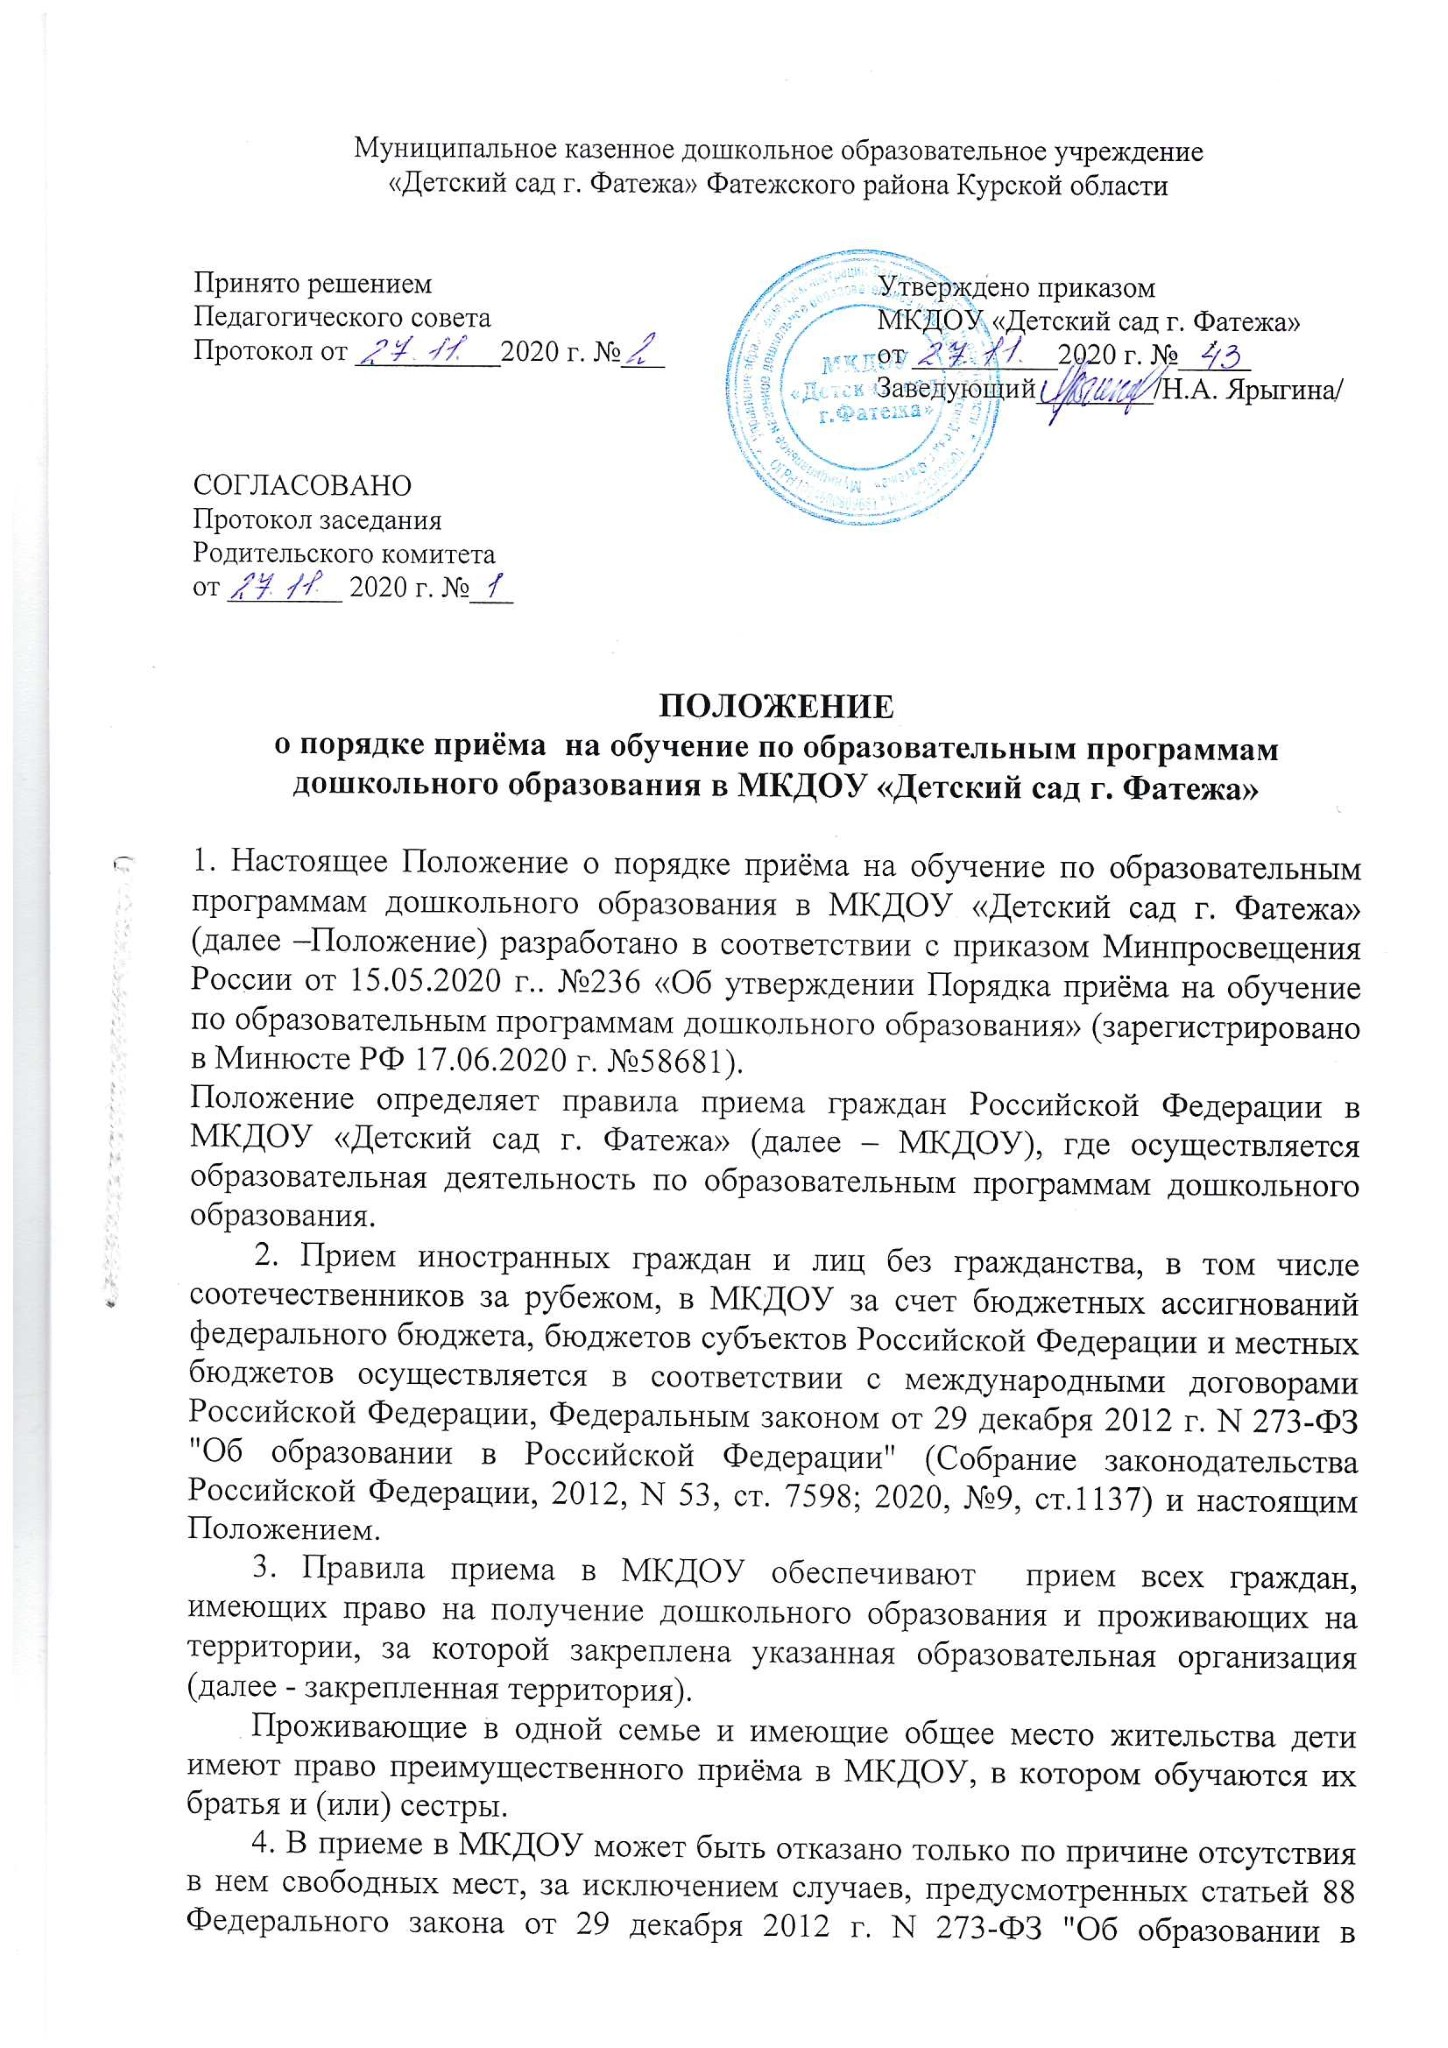 Муниципальное казенное дошкольное образовательное учреждение
«Детский сад г. Фатежа» Фатежского района Курской области
Принято решением
Педагогического совета
Протокол от 27.11. 2020 г. № 2
Утверждено приказом
МКДОУ «Детский сад г. Фатежа»
от 27.11. 2020 г. № 43
Заведующий /Н.А. Ярыгина/
МКДОУ
«Детский сад
г.Фатежа»
СОГЛАСОВАНО
Протокол заседания
Родительского комитета
от 27.11. 2020 г. № 1
ПОЛОЖЕНИЕ
о порядке приёма  на обучение по образовательным программам
дошкольного образования в МКДОУ «Детский сад г. Фатежа»
1. Настоящее Положение о порядке приёма на обучение по образовательным
программам дошкольного образования в МКДОУ «Детский сад г. Фатежа»
(далее –Положение) разработано в соответствии с приказом Минпросвещения
России от 15.05.2020 г.. №236 «Об утверждении Порядка приёма на обучение
по образовательным программам дошкольного образования» (зарегистрировано
в Минюсте РФ 17.06.2020 г. №58681).
Положение определяет правила приема граждан Российской Федерации в
МКДОУ «Детский сад г. Фатежа» (далее – МКДОУ), где осуществляется
образовательная деятельность по образовательным программам дошкольного
образования.
2. Прием иностранных граждан и лиц без гражданства, в том числе
соотечественников за рубежом, в МКДОУ за счет бюджетных ассигнований
федерального бюджета, бюджетов субъектов Российской Федерации и местных
бюджетов осуществляется в соответствии с международными договорами
Российской Федерации, Федеральным законом от 29 декабря 2012 г. N 273-ФЗ
"Об образовании в Российской Федерации" (Собрание законодательства
Российской Федерации, 2012, N 53, ст. 7598; 2020, №9, ст.1137) и настоящим
Положением.
3. Правила приема в МКДОУ обеспечивают  прием всех граждан,
имеющих право на получение дошкольного образования и проживающих на
территории, за которой закреплена указанная образовательная организация
(далее - закрепленная территория).
Проживающие в одной семье и имеющие общее место жительства дети
имеют право преимущественного приёма в МКДОУ, в котором обучаются их
братья и (или) сестры.
4. В приеме в МКДОУ может быть отказано только по причине отсутствия
в нем свободных мест, за исключением случаев, предусмотренных статьей 88
Федерального закона от 29 декабря 2012 г. N 273-ФЗ "Об образовании в